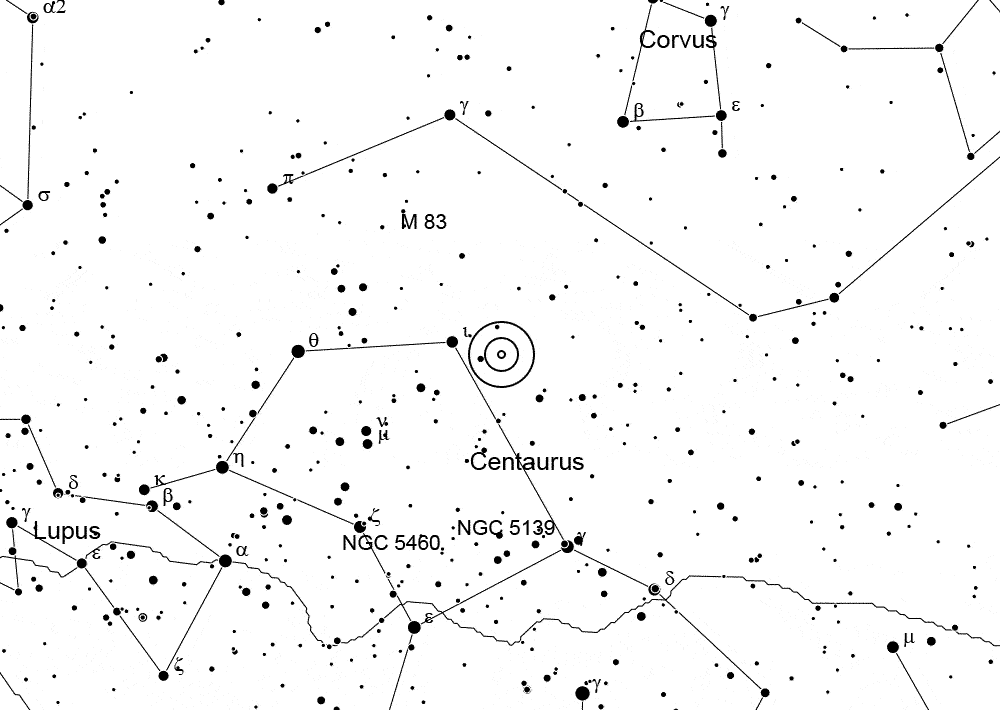 α2
γ
Corvus
γ
β
ε
π
σ
M 83
θ
ι
ν
μ
η
Centaurus
κ
δ
β
ζ
γ
Lupus
NGC 5139
NGC 5460
γ
ε
α
δ
ε
μ
ζ
γ